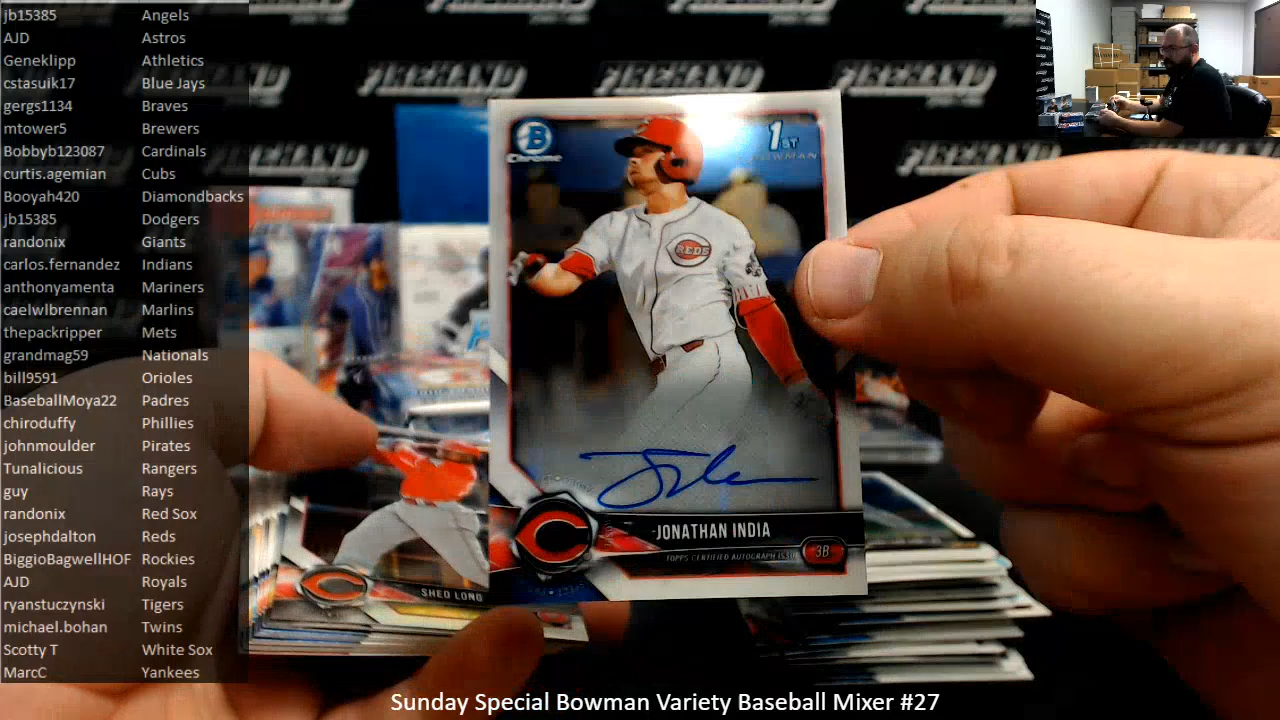 jb15385 Angels
AJD Astros
Geneklipp Athletics
cstasuik17 Blue Jays
gergs1134 Braves
mtower5 Brewers
Bobbyb123087 Cardinals
curtis.agemian Cubs
Booyah420 Diamondbacks
jb15385 Dodgers
randonix Giants
carlos.fernandez Indians
anthonyamenta Mariners
caelwlbrennan Marlins
thepackripper Mets
grandmag59 Nationals
bill9591 Orioles
BaseballMoya22 Padres
chiroduffy Phillies
johnmoulder Pirates
Tunalicious Rangers
guy Rays
randonix Red Sox
josephdalton Reds
BiggioBagwellHOF Rockies
AJD Royals
ryanstuczynski Tigers
michael.bohan Twins
Scotty T White Sox
MarcC Yankees
B
Chrome
1ST
BOWMAN
REDS
JONATHAN INDIA
TOPPS CERTIFIED AUTOGRAPH ISSUE
3B
SHED LONG
Sunday Special Bowman Variety Baseball Mixer #27